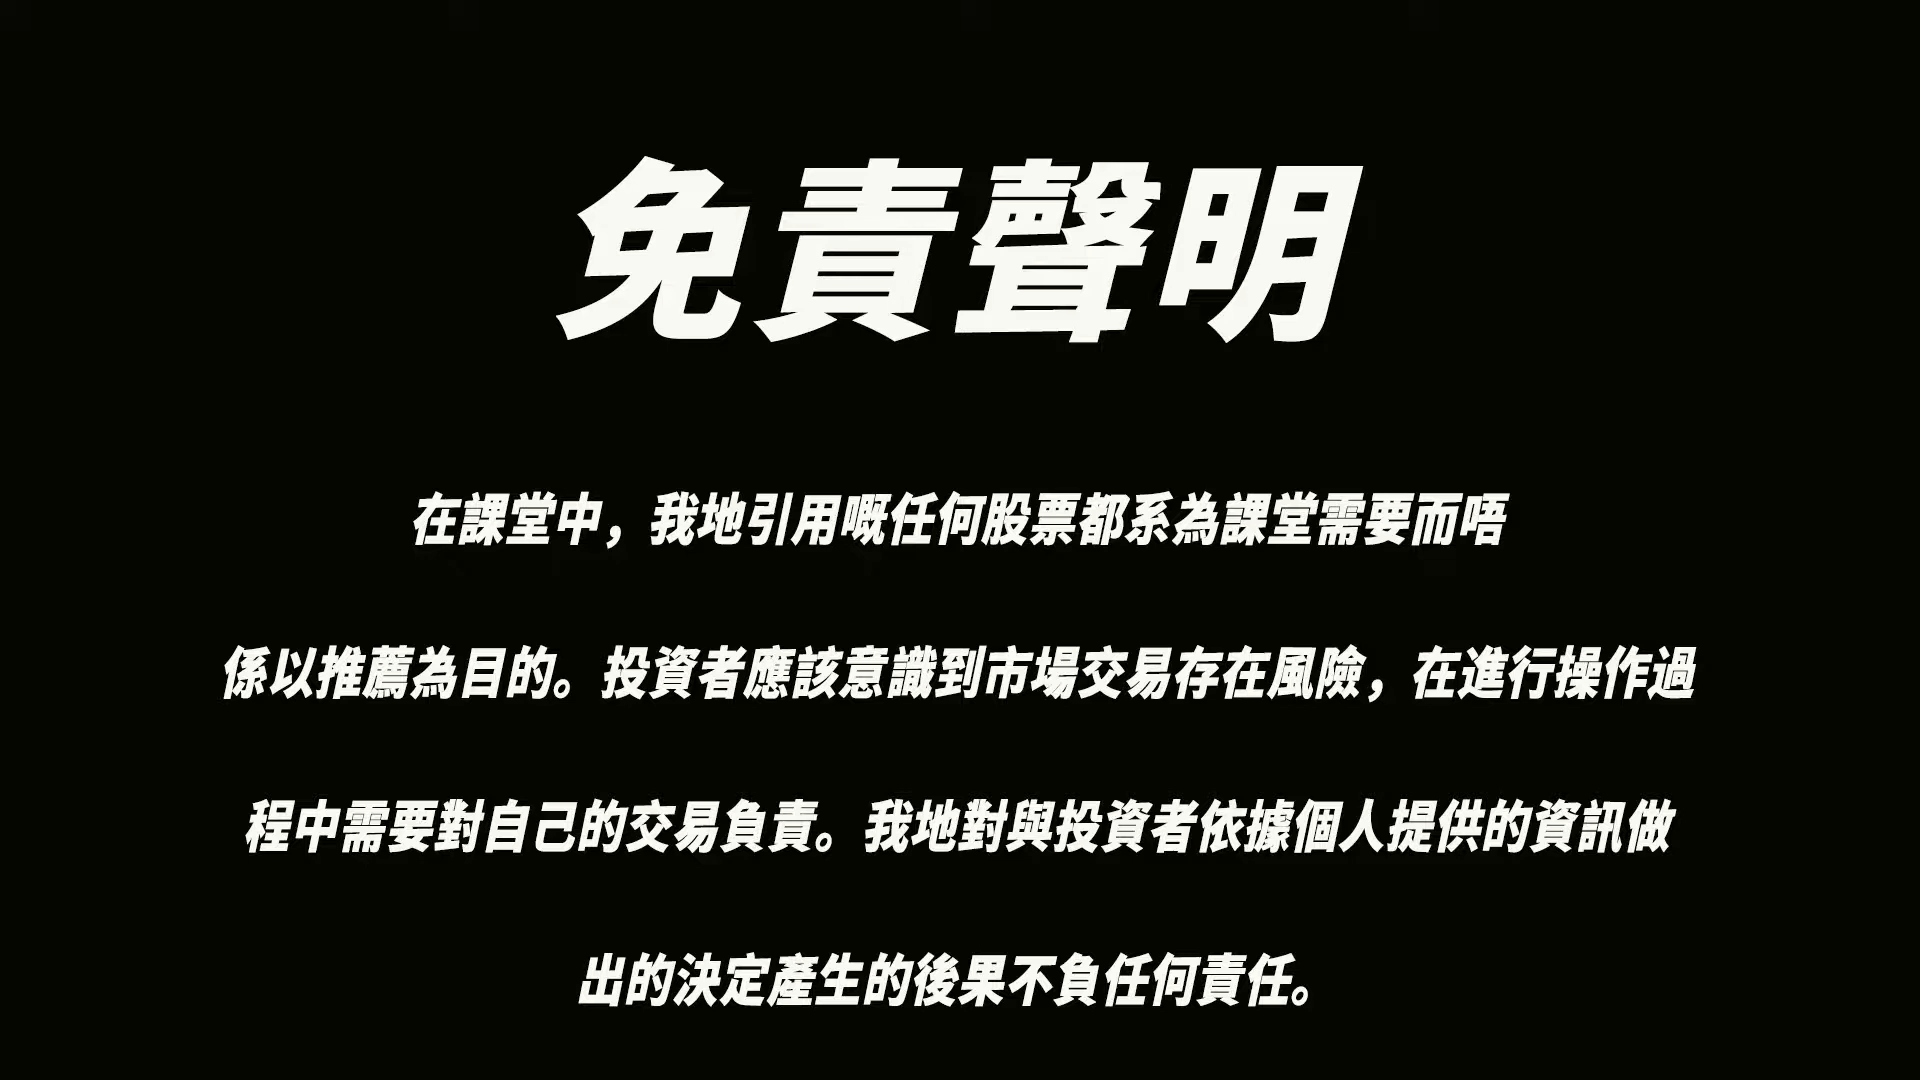 免責聲明
在課堂中，我地引用嘅任何股票都系為課堂需要而唔
係以推薦為目的。投資者應該意識到市場交易存在風險，在進行操作過
程中需要對自己的交易負責。我地對與投資者依據個人提供的資訊做
出的決定產生的後果不負任何責任。